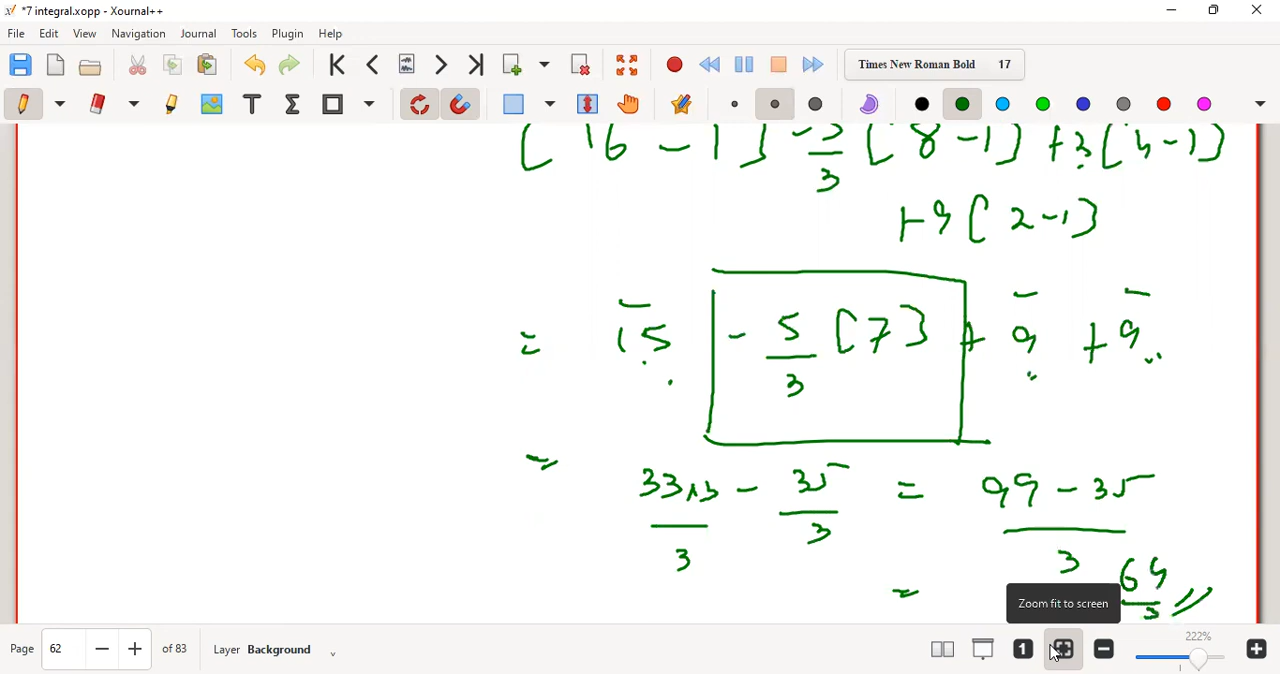 *7 integral.xopp - Xournal++
File Edit View Navigation Journal Tools Plugin Help
Times New Roman Bold 17
[16 - 1] - 5/3 [8-1] + 3[4-1]
+9[2-1]
= 15 - 5/3 [7] + 9 + 9
= 33×3/3 - 35/3 = (99-35)/3
= 64/3 //
Zoom fit to screen
222%
Page 62 of 83 Layer Background 1